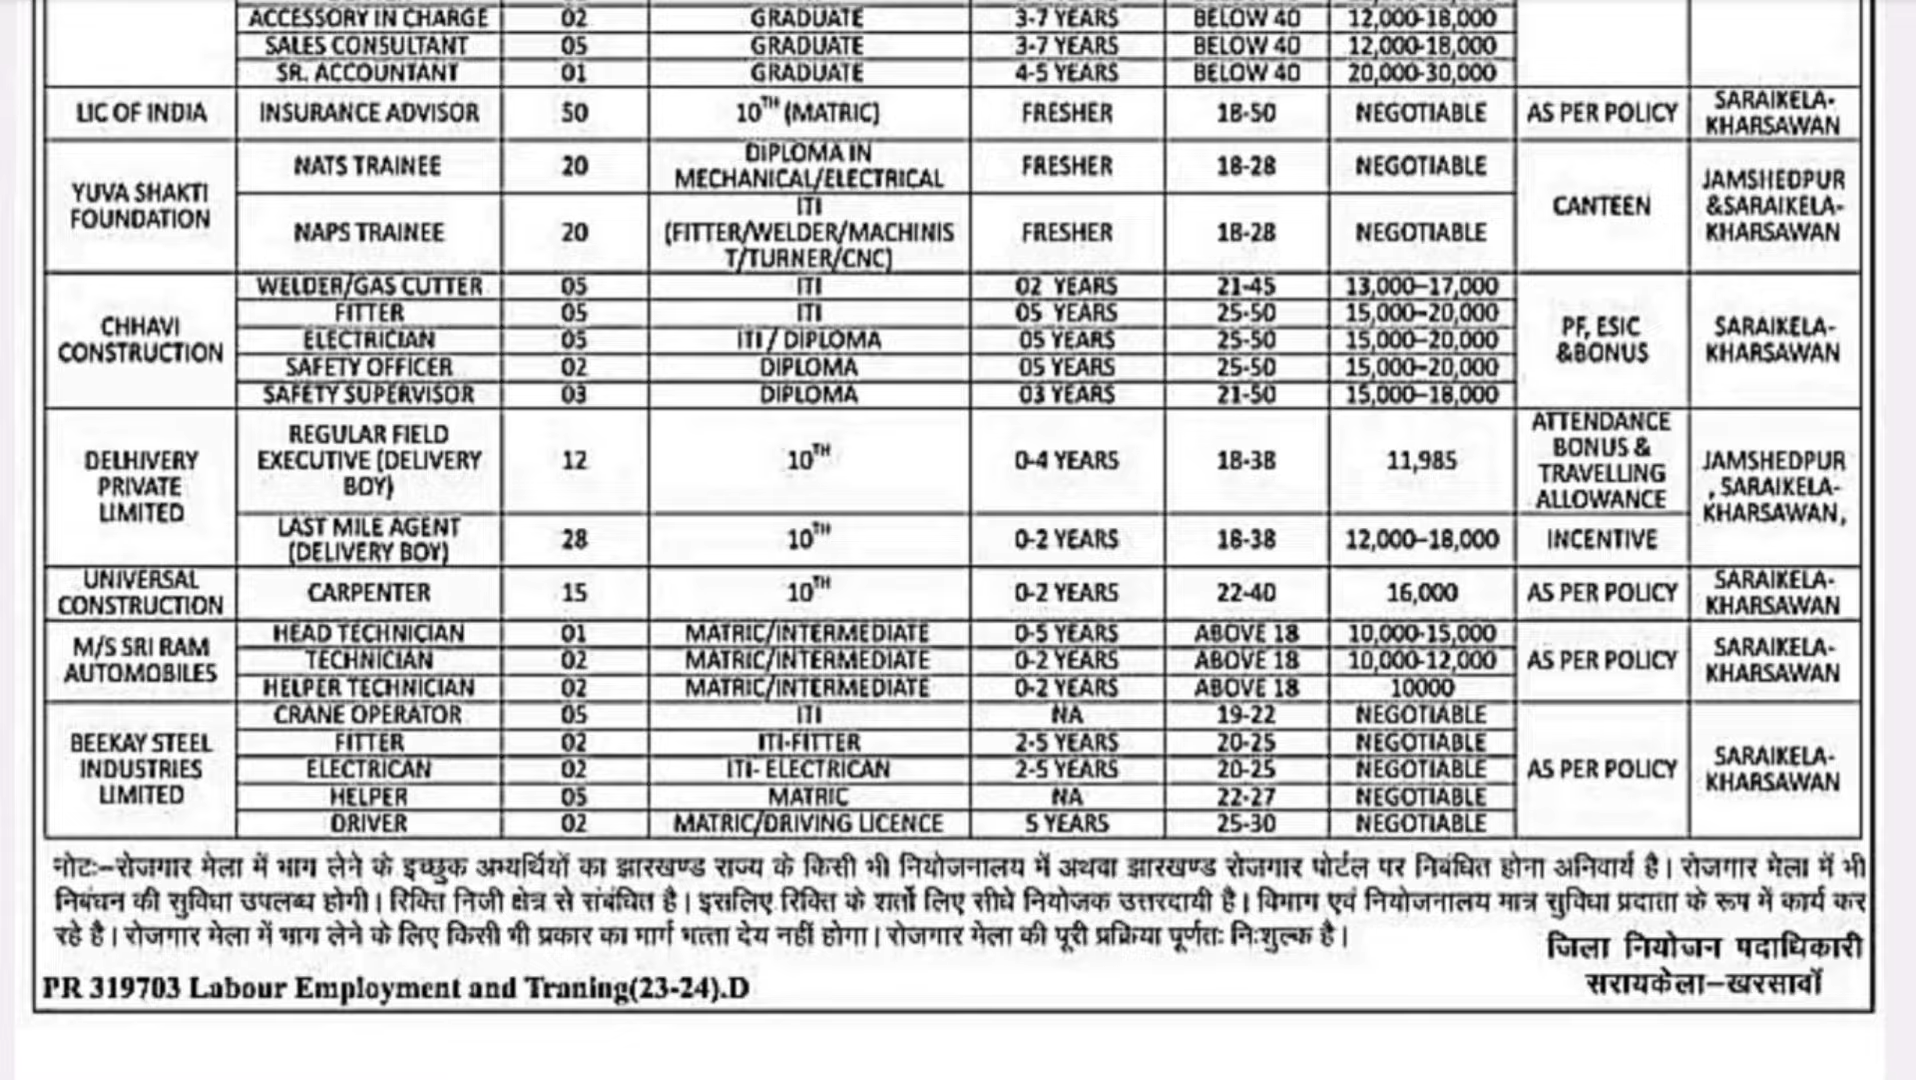 ACCESSORY IN CHARGE 02 GRADUATE 3-7 YEARS BELOW 40 12,000-18,000
SALES CONSULTANT 05 GRADUATE 3-7 YEARS BELOW 40 12,000-18,000
SR. ACCOUNTANT 01 GRADUATE 4-5 YEARS BELOW 40 20,000-30,000
LIC OF INDIA INSURANCE ADVISOR 50 10TH (MATRIC) FRESHER 18-50 NEGOTIABLE AS PER POLICY SARAIKELA-
KHARSAWAN
YUVA SHAKTI
FOUNDATION
NATS TRAINEE 20 DIPLOMA IN
MECHANICAL/ELECTRICAL FRESHER 18-28 NEGOTIABLE
NAPS TRAINEE 20 ITI
(FITTER/WELDER/MACHINIS
T/TURNER/CNC) FRESHER 18-28 NEGOTIABLE
CANTEEN
JAMSHEDPUR
&SARAIKELA-
KHARSAWAN
CHHAVI
CONSTRUCTION
WELDER/GAS CUTTER 05 ITI 02 YEARS 21-45 13,000–17,000
FITTER 05 ITI 05 YEARS 25-50 15,000–20,000
ELECTRICIAN 05 ITI / DIPLOMA 05 YEARS 25-50 15,000–20,000
SAFETY OFFICER 02 DIPLOMA 05 YEARS 25-50 15,000–20,000
SAFETY SUPERVISOR 03 DIPLOMA 03 YEARS 21-50 15,000–18,000
PF, ESIC
&BONUS
SARAIKELA-
KHARSAWAN
DELHIVERY
PRIVATE
LIMITED
REGULAR FIELD
EXECUTIVE (DELIVERY
BOY) 12 10TH 0-4 YEARS 18-38 11,985
ATTENDANCE
BONUS &
TRAVELLING
ALLOWANCE
LAST MILE AGENT
(DELIVERY BOY) 28 10TH 0-2 YEARS 18-38 12,000–18,000 INCENTIVE
JAMSHEDPUR
, SARAIKELA-
KHARSAWAN,
UNIVERSAL
CONSTRUCTION CARPENTER 15 10TH 0-2 YEARS 22-40 16,000 AS PER POLICY SARAIKELA-
KHARSAWAN
M/S SRI RAM
AUTOMOBILES
HEAD TECHNICIAN 01 MATRIC/INTERMEDIATE 0-5 YEARS ABOVE 18 10,000-15,000
TECHNICIAN 02 MATRIC/INTERMEDIATE 0-2 YEARS ABOVE 18 10,000-12,000
HELPER TECHNICIAN 02 MATRIC/INTERMEDIATE 0-2 YEARS ABOVE 18 10000
AS PER POLICY
SARAIKELA-
KHARSAWAN
BEEKAY STEEL
INDUSTRIES
LIMITED
CRANE OPERATOR 05 ITI NA 19-22 NEGOTIABLE
FITTER 02 ITI-FITTER 2-5 YEARS 20-25 NEGOTIABLE
ELECTRICAN 02 ITI- ELECTRICAN 2-5 YEARS 20-25 NEGOTIABLE
HELPER 05 MATRIC NA 22-27 NEGOTIABLE
DRIVER 02 MATRIC/DRIVING LICENCE 5 YEARS 25-30 NEGOTIABLE
AS PER POLICY
SARAIKELA-
KHARSAWAN
नोटः–रोजगार मेला में भाग लेने के इच्छुक अभ्यर्थियों का झारखण्ड राज्य के किसी भी नियोजनालय में अथवा झारखण्ड रोजगार पोर्टल पर निबंधित होना अनिवार्य है। रोजगार मेला में भी
निबंधन की सुविधा उपलब्ध होगी। रिक्ति निजी क्षेत्र से संबंधित है। इसलिए रिक्ति के शर्तो लिए सीधे नियोजक उत्तरदायी है। विभाग एवं नियोजनालय मात्र सुविधा प्रदाता के रूप में कार्य कर
रहे है। रोजगार मेला में भाग लेने के लिए किसी भी प्रकार का मार्ग भत्ता देय नहीं होगा। रोजगार मेला की पूरी प्रक्रिया पूर्णतः निःशुल्क है।
जिला नियोजन पदाधिकारी
सरायकेला–खरसावाँ
PR 319703 Labour Employment and Traning(23-24).D